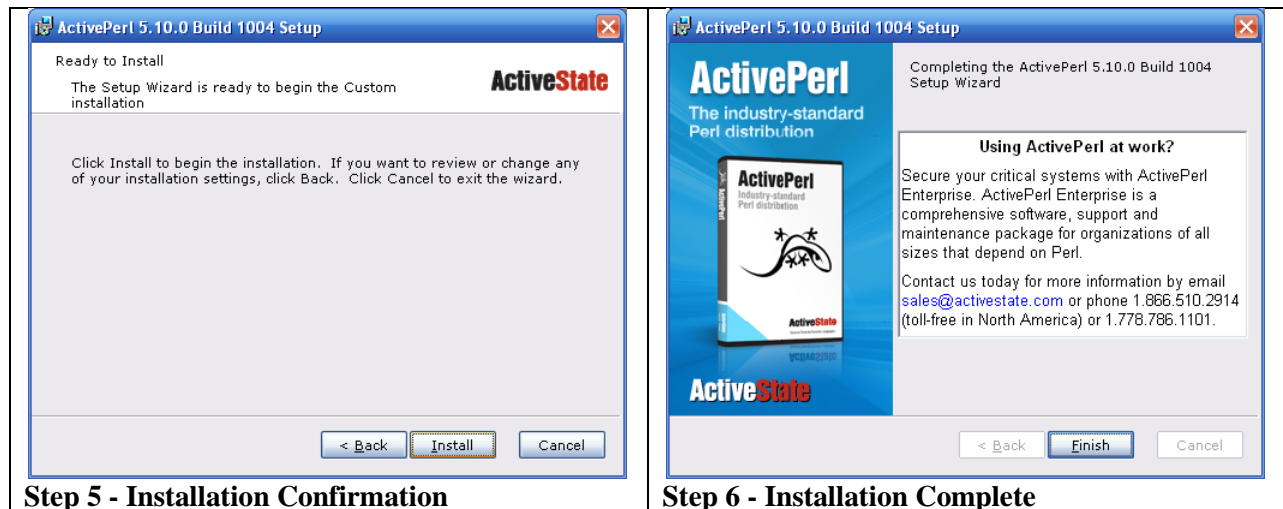 ActivePerl 5.10.0 Build 1004 Setup
Ready to Install
The Setup Wizard is ready to begin the Custom
installation
ActiveState
Click Install to begin the installation. If you want to review or change any
of your installation settings, click Back. Click Cancel to exit the wizard.
< Back
Install
Cancel
Step 5 - Installation Confirmation
ActivePerl 5.10.0 Build 1004 Setup
ActivePerl
The industry-standard
Perl distribution
ActivePerl
ActivePerl
Industry-standard
Perl distribution
ActiveState
ActiveState
Completing the ActivePerl 5.10.0 Build 1004
Setup Wizard
Using ActivePerl at work?
Secure your critical systems with ActivePerl
Enterprise. ActivePerl Enterprise is a
comprehensive software, support and
maintenance package for organizations of all
sizes that depend on Perl.
Contact us today for more information by email
sales@activestate.com or phone 1.866.510.2914
(toll-free in North America) or 1.778.786.1101.
< Back
Finish
Cancel
Step 6 - Installation Complete